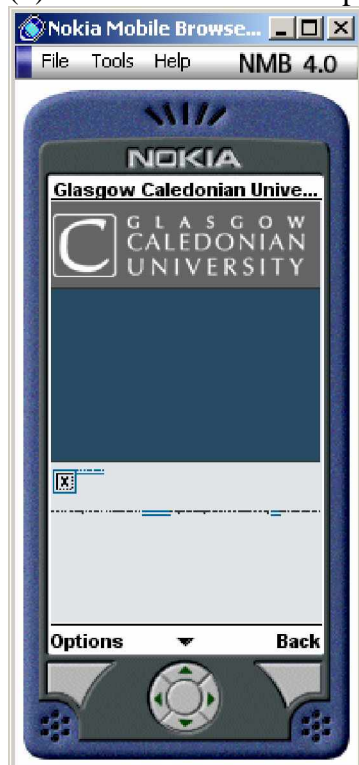 Nokia Mobile Browse...
File Tools Help NMB 4.0
NOKIA
Glasgow Caledonian Unive...
C GLASGOW
CALEDONIAN
UNIVERSITY
X
Options Back